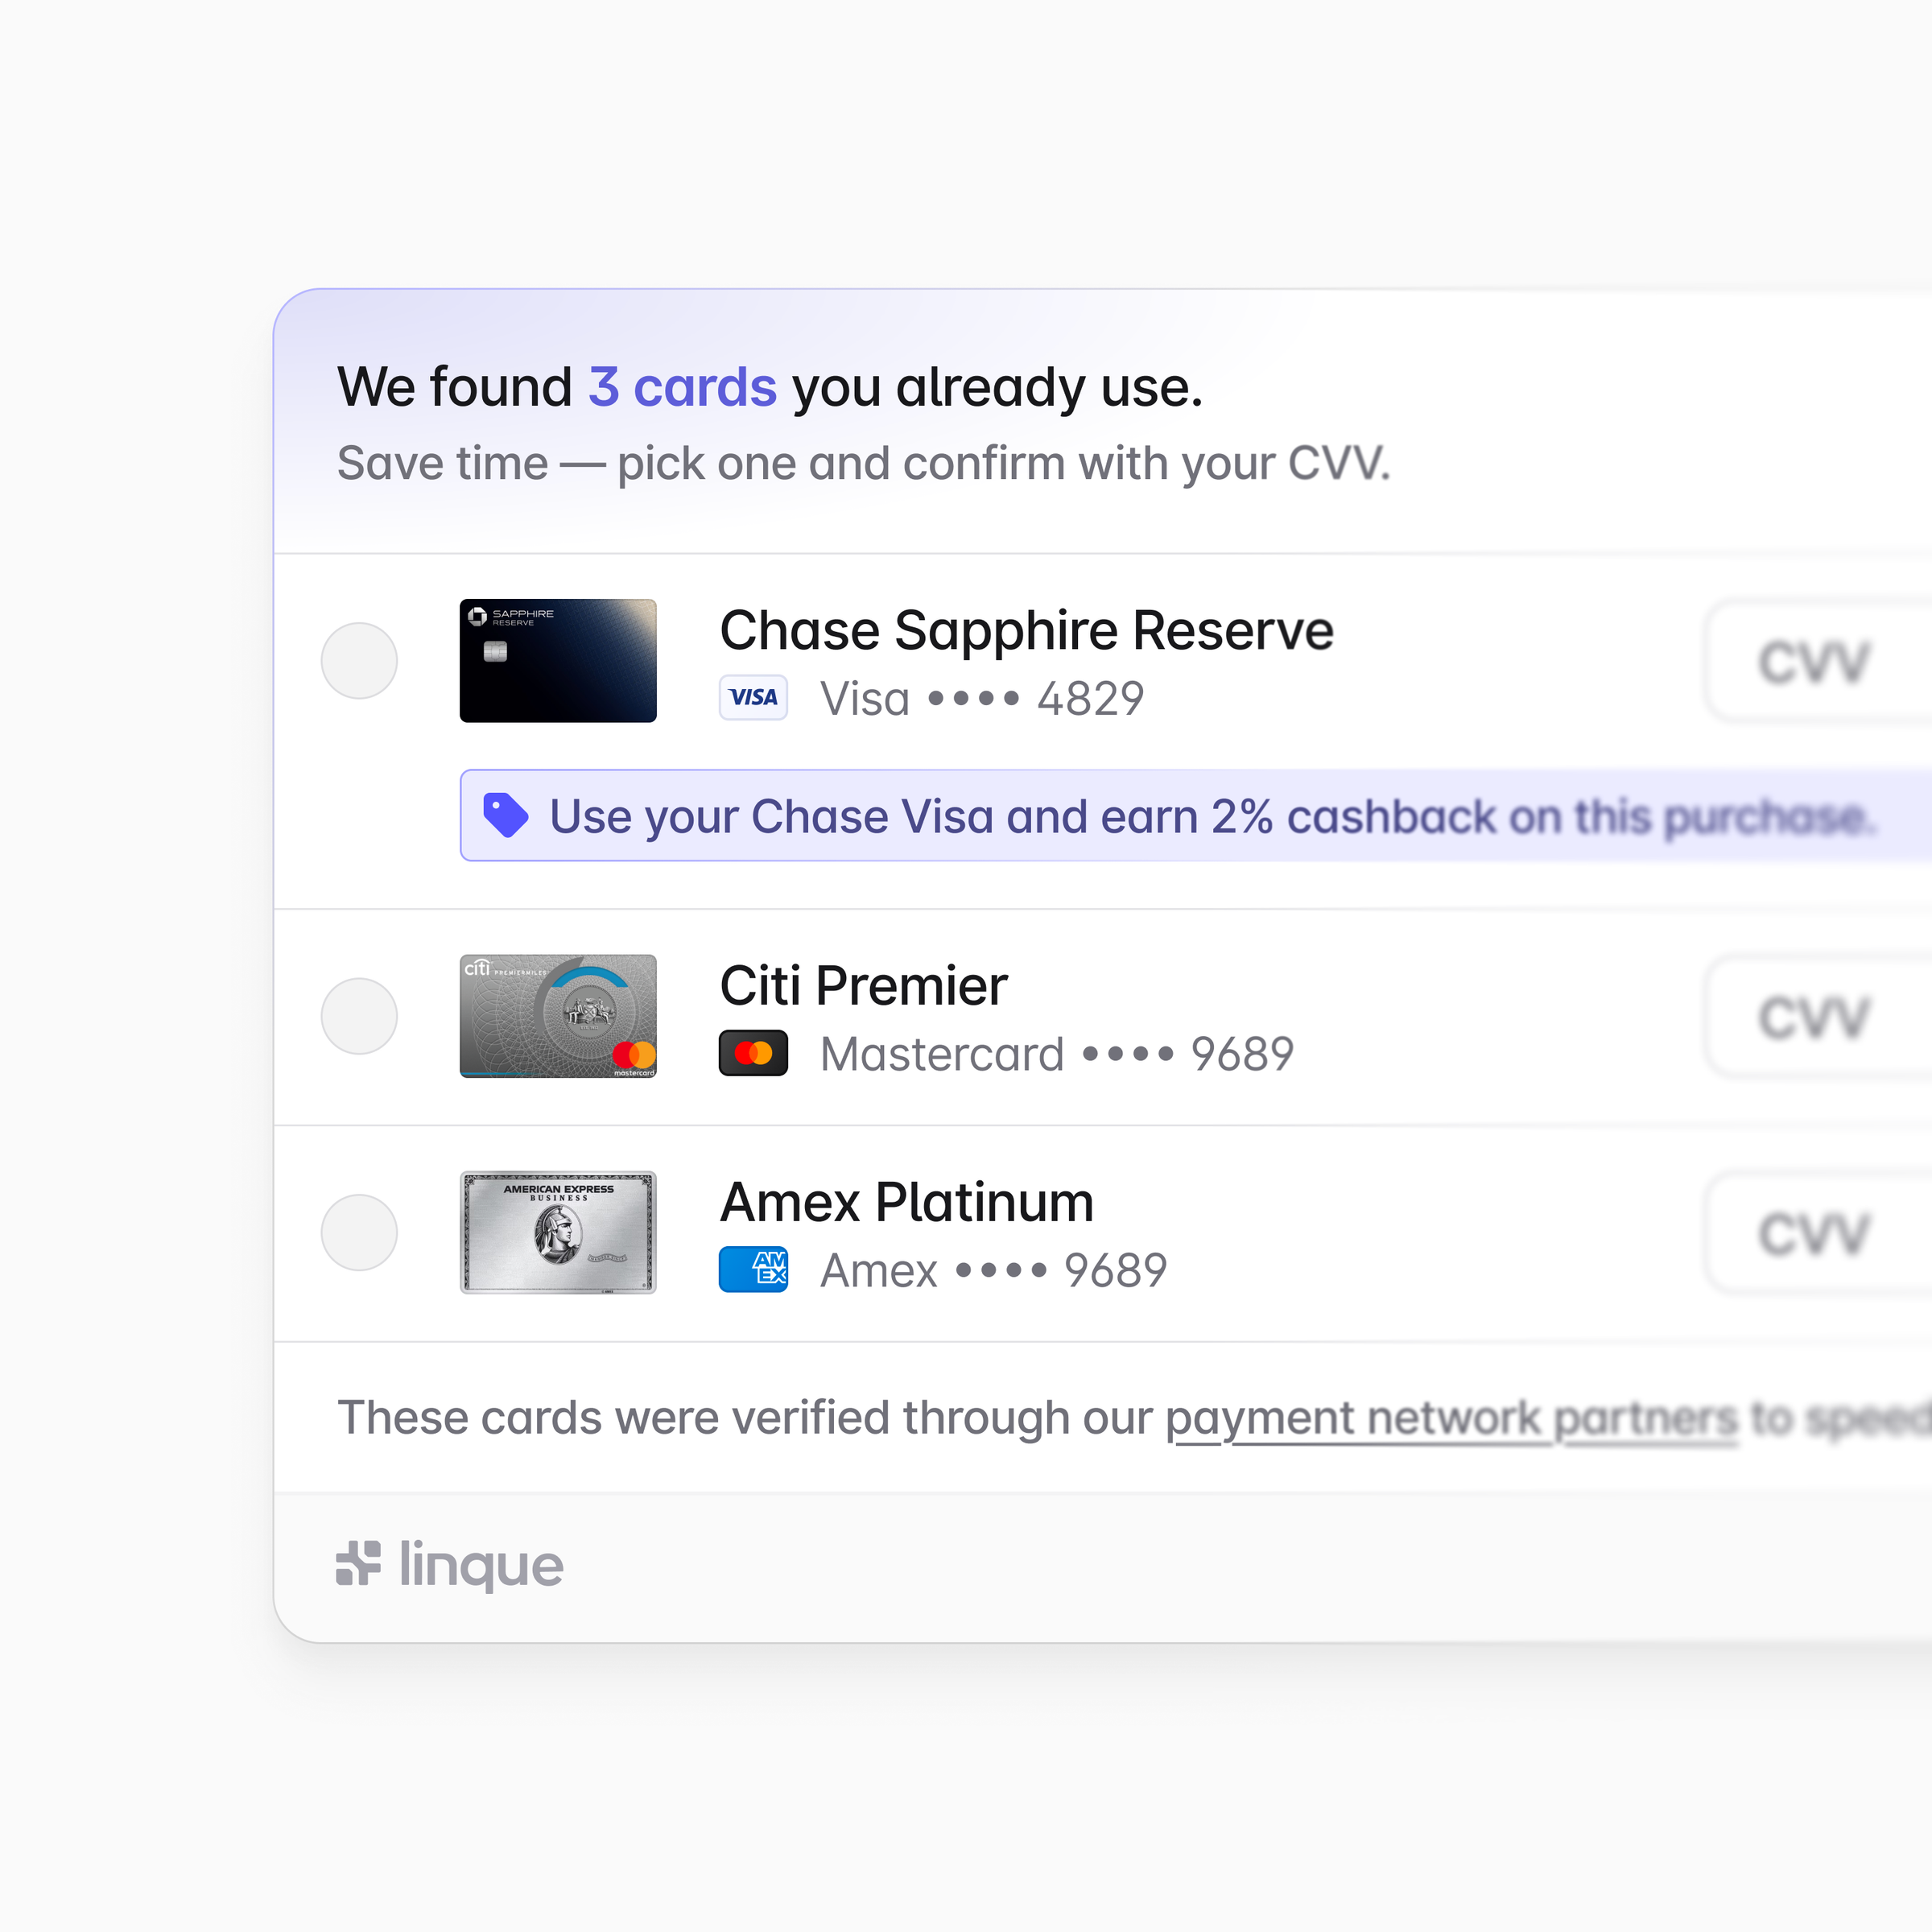 We found 3 cards you already use.
Save time — pick one and confirm with your CVV.
SAPPHIRE
RESERVE
Chase Sapphire Reserve
VISA
Visa •••• 4829
CVV
Use your Chase Visa and earn 2% cashback on this purchase.
citi PREMIERMILES
mastercard
Citi Premier
Mastercard •••• 9689
CVV
AMERICAN EXPRESS
BUSINESS
Amex Platinum
AM
EX
Amex •••• 9689
CVV
These cards were verified through our payment network partners to speed
linque